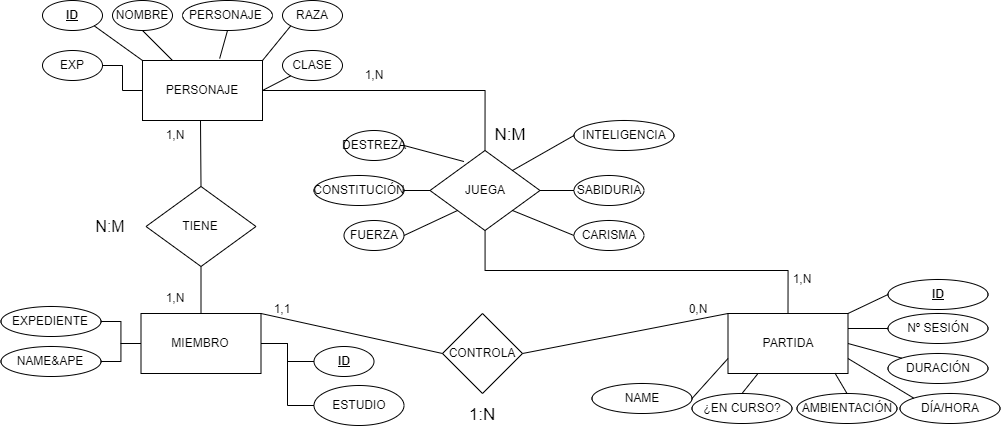 ID
NOMBRE
PERSONAJE
RAZA
EXP
CLASE
PERSONAJE
1,N
1,N
N:M
DESTREZA
INTELIGENCIA
CONSTITUCIÓN
JUEGA
SABIDURIA
FUERZA
CARISMA
N:M
TIENE
1,N
1,N
1,1
0,N
ID
EXPEDIENTE
MIEMBRO
NAME&APE
ID
ESTUDIO
CONTROLA
1:N
PARTIDA
Nº SESIÓN
DURACIÓN
NAME
¿EN CURSO?
AMBIENTACIÓN
DÍA/HORA